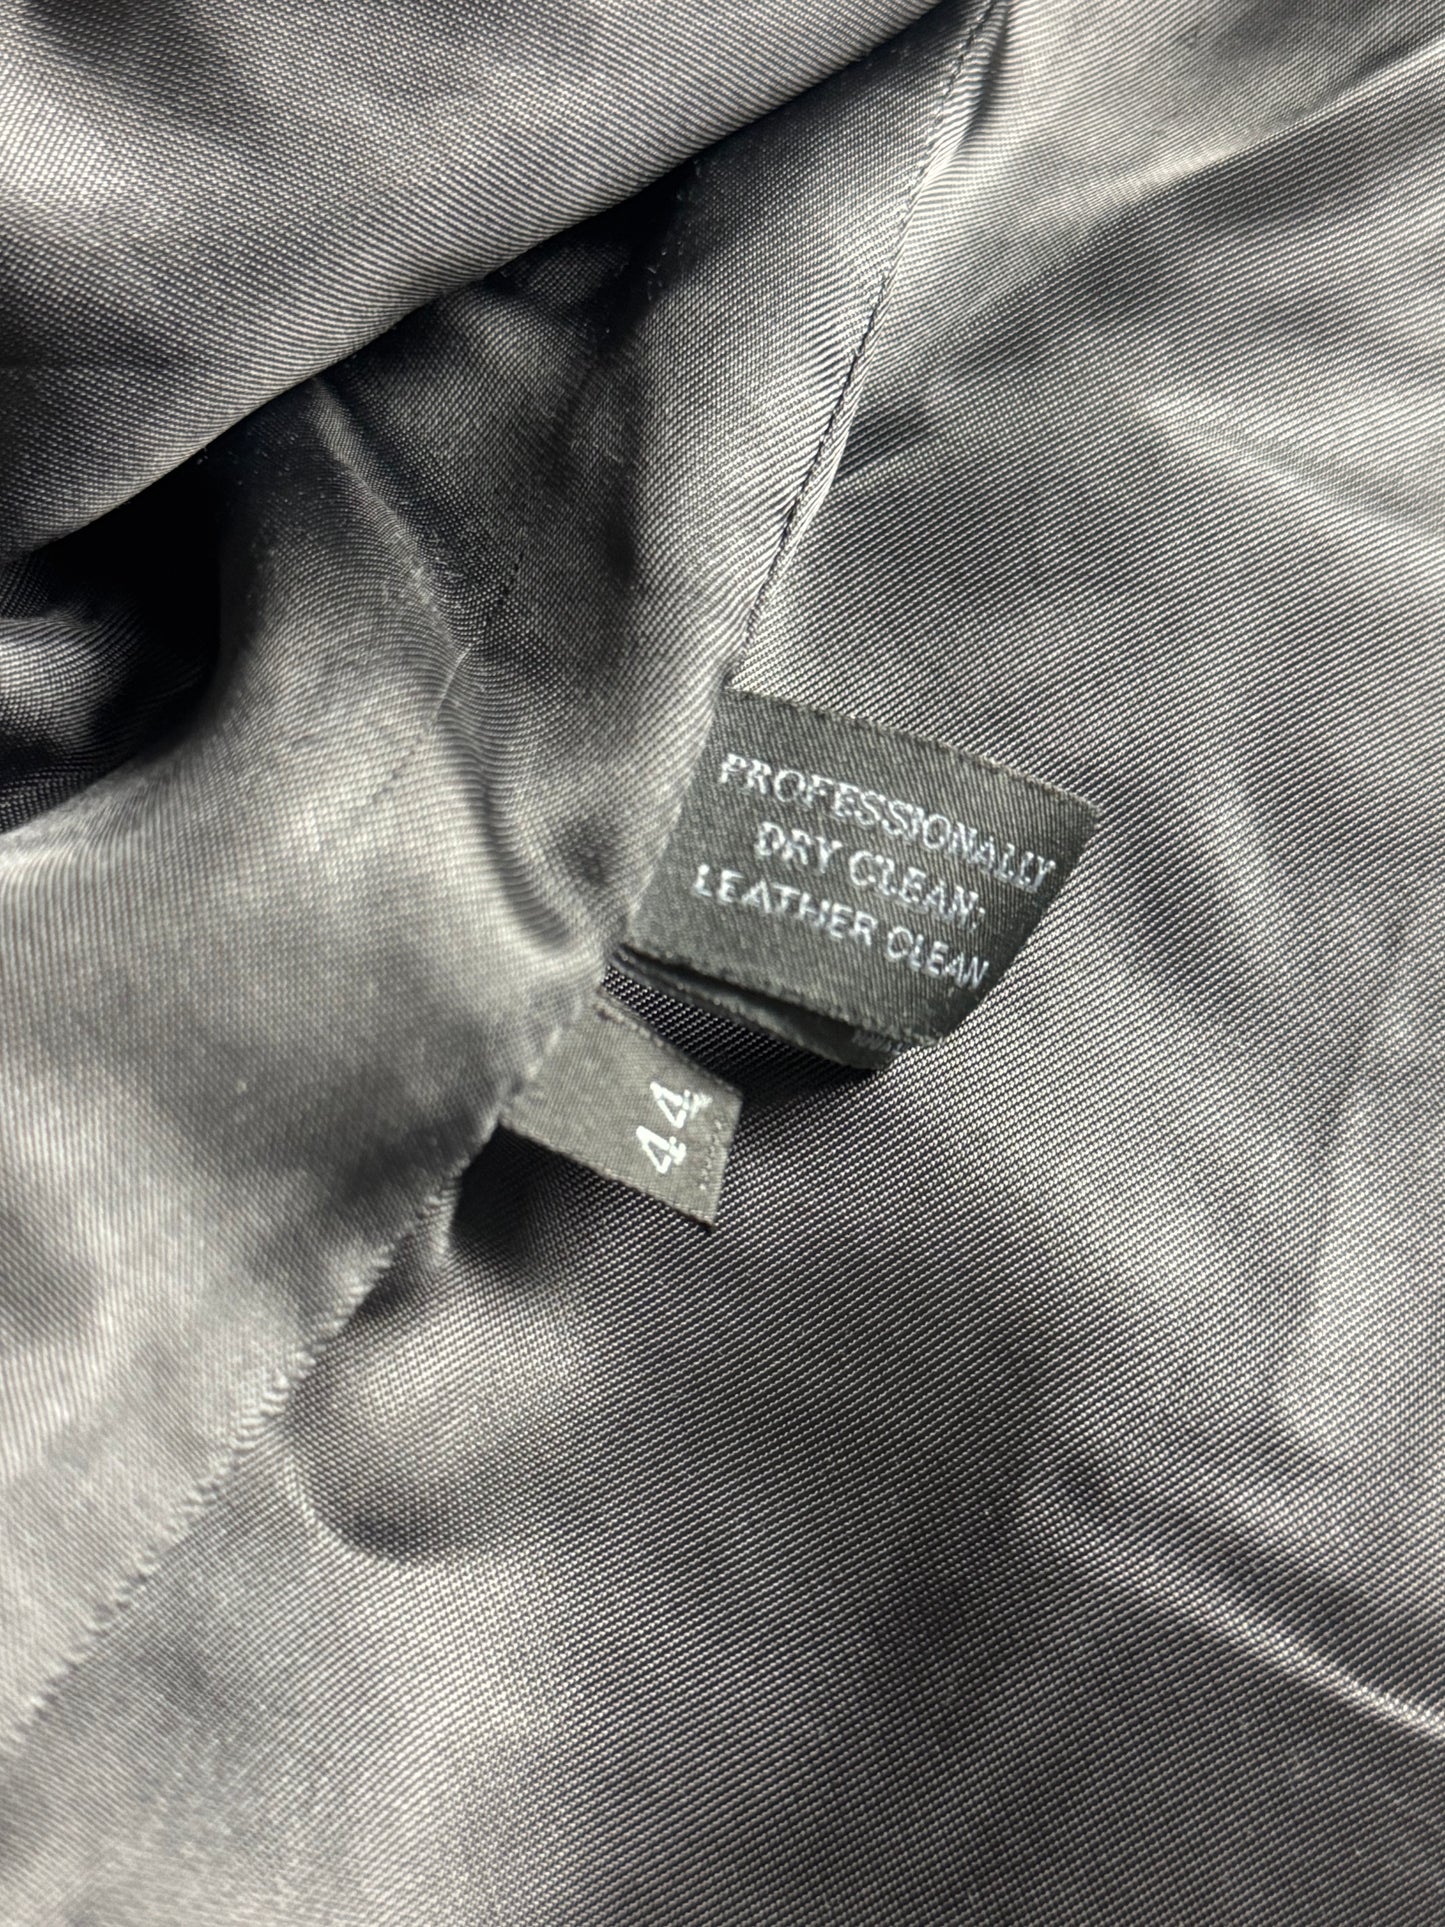 PROFESSIONALLY
DRY CLEAN:
LEATHER CLEAN
44